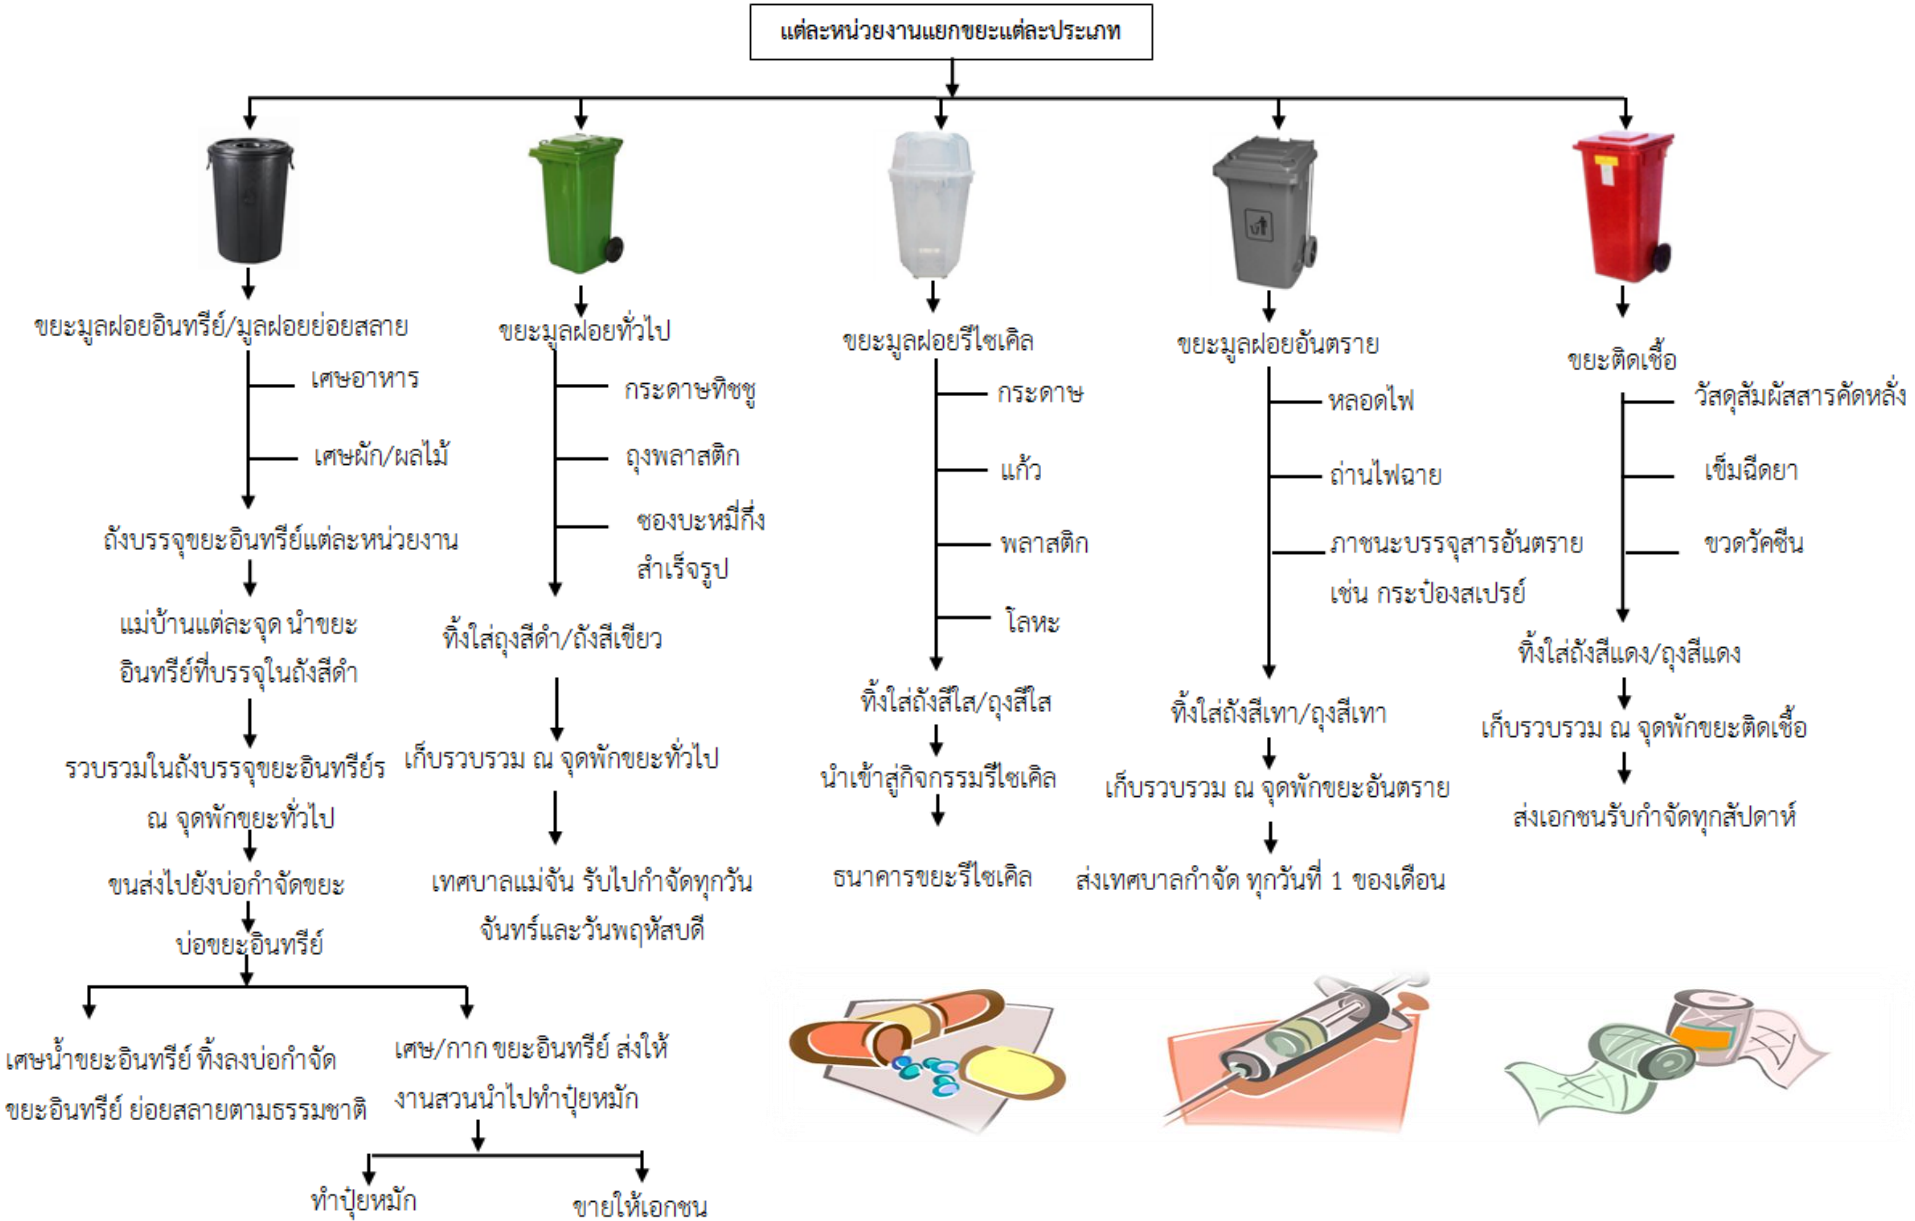 แต่ละหน่วยงานแยกขยะแต่ละประเภท
ขยะมูลฝอยอินทรีย์/มูลฝอยย่อยสลาย
เศษอาหาร
เศษผัก/ผลไม้
ถังบรรจุขยะอินทรีย์แต่ละหน่วยงาน
แม่บ้านแต่ละจุด นำขยะ
อินทรีย์ที่บรรจุในถังสีดำ
รวบรวมในถังบรรจุขยะอินทรีย์ร
ณ จุดพักขยะทั่วไป
ขนส่งไปยังบ่อกำจัดขยะ
บ่อขยะอินทรีย์
เศษน้ำขยะอินทรีย์ ทิ้งลงบ่อกำจัด
ขยะอินทรีย์ ย่อยสลายตามธรรมชาติ
เศษ/กาก ขยะอินทรีย์ ส่งให้
งานสวนนำไปทำปุ๋ยหมัก
ทำปุ๋ยหมัก
ขายให้เอกชน
ขยะมูลฝอยทั่วไป
กระดาษทิชชู
ถุงพลาสติก
ซองบะหมี่กึ่ง
สำเร็จรูป
ทิ้งใส่ถุงสีดำ/ถังสีเขียว
เก็บรวบรวม ณ จุดพักขยะทั่วไป
เทศบาลแม่จัน รับไปกำจัดทุกวัน
จันทร์และวันพฤหัสบดี
ขยะมูลฝอยรีไซเคิล
กระดาษ
แก้ว
พลาสติก
โลหะ
ทิ้งใส่ถังสีใส/ถุงสีใส
นำเข้าสู่กิจกรรมรีไซเคิล
ธนาคารขยะรีไซเคิล
ขยะมูลฝอยอันตราย
หลอดไฟ
ถ่านไฟฉาย
ภาชนะบรรจุสารอันตราย
เช่น กระป๋องสเปรย์
ทิ้งใส่ถังสีเทา/ถุงสีเทา
เก็บรวบรวม ณ จุดพักขยะอันตราย
ส่งเทศบาลกำจัด ทุกวันที่ 1 ของเดือน
ขยะติดเชื้อ
วัสดุสัมผัสสารคัดหลั่ง
เข็มฉีดยา
ขวดวัคซีน
ทิ้งใส่ถังสีแดง/ถุงสีแดง
เก็บรวบรวม ณ จุดพักขยะติดเชื้อ
ส่งเอกชนรับกำจัดทุกสัปดาห์